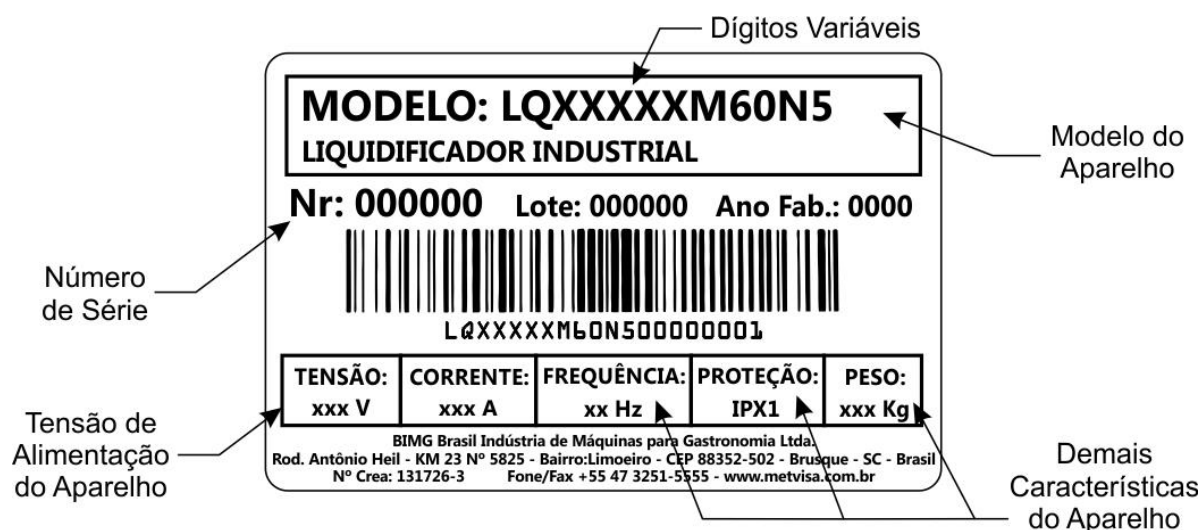 Dígitos Variáveis
MODELO: LQXXXXXM60N5
LIQUIDIFICADOR INDUSTRIAL
Modelo do
Aparelho
Nr: 000000 Lote: 000000 Ano Fab.: 0000
Número
de Série
LQXXXXXM60N500000001
TENSÃO: CORRENTE: FREQUÊNCIA: PROTEÇÃO: PESO:
xxx V xxx A xx Hz IPX1 xxx Kg
Tensão de
Alimentação
do Aparelho
BIMG Brasil Indústria de Máquinas para Gastronomia Ltda.
Rod. Antônio Heil - KM 23 Nº 5825 - Bairro:Limoeiro - CEP 88352-502 - Brusque - SC - Brasil
Nº Crea: 131726-3 Fone/Fax +55 47 3251-5555 - www.metvisa.com.br
Demais
Características
do Aparelho